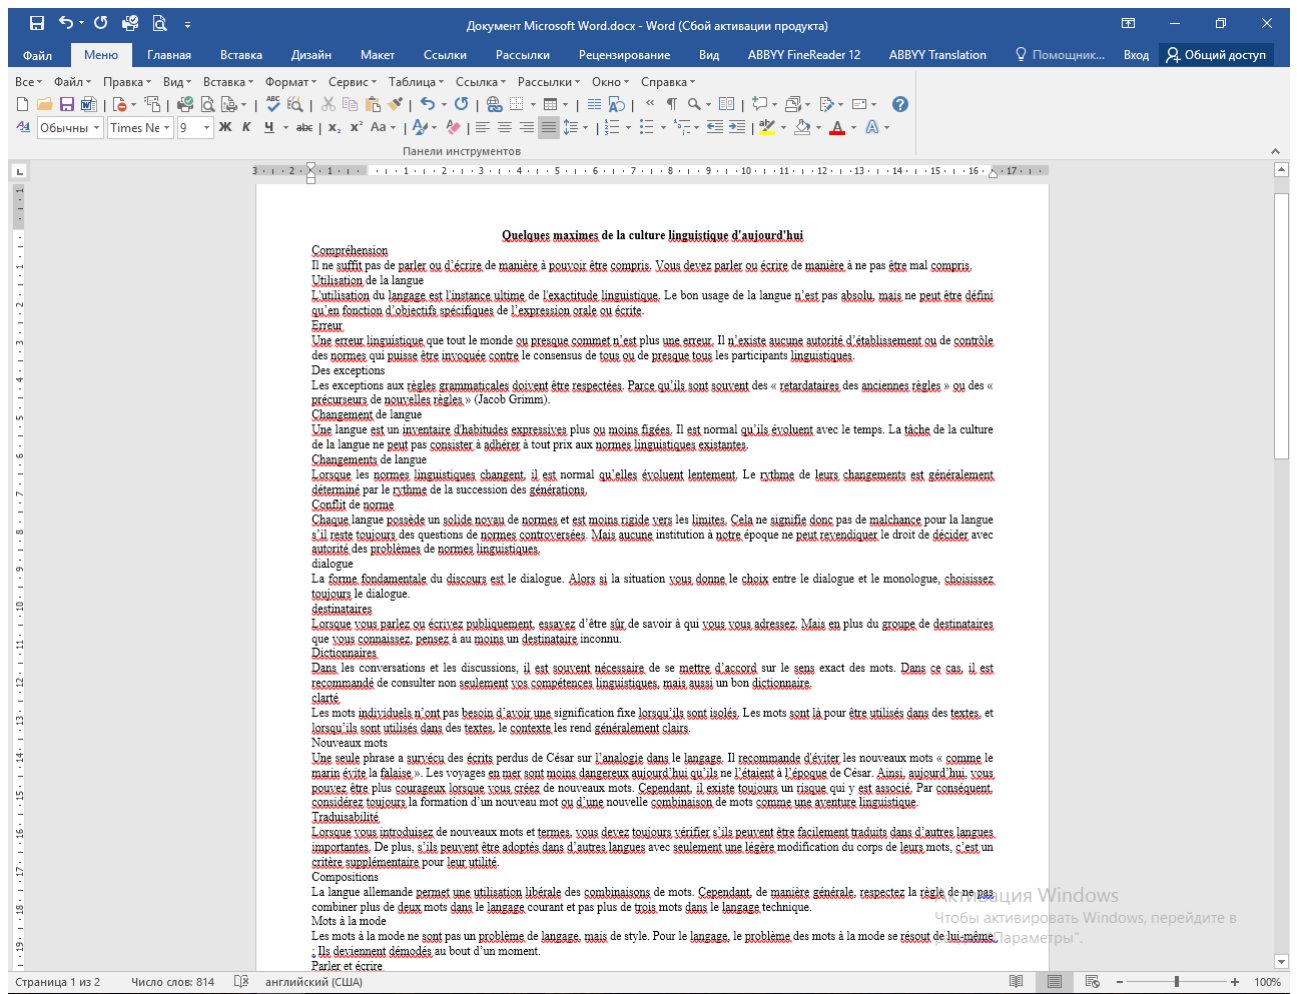 Документ Microsoft Word.docx - Word (Сбой активации продукта)
Файл Меню Главная Вставка Дизайн Макет Ссылки Рассылки Рецензирование Вид ABBYY FineReader 12 ABBYY Translation Помощник... Вход Общий доступ
Все Файл Правка Вид Вставка Формат Сервис Таблица Ссылка Рассылки Окно Справка
Обычны Times Ne 9 Ж К Ч abc x₂ x² Aa
Панели инструментов
3 2 1 1 2 3 4 5 6 7 8 9 10 11 12 13 14 15 16 17
Quelques maximes de la culture linguistique d'aujourd'hui
Compréhension
Il ne suffit pas de parler ou d’écrire de manière à pouvoir être compris. Vous devez parler ou écrire de manière à ne pas être mal compris.
Utilisation de la langue
L'utilisation du langage est l'instance ultime de l'exactitude linguistique. Le bon usage de la langue n’est pas absolu, mais ne peut être défini
qu’en fonction d’objectifs spécifiques de l’expression orale ou écrite.
Erreur
Une erreur linguistique que tout le monde ou presque commet n’est plus une erreur. Il n’existe aucune autorité d’établissement ou de contrôle
des normes qui puisse être invoquée contre le consensus de tous ou de presque tous les participants linguistiques.
Des exceptions
Les exceptions aux règles grammaticales doivent être respectées. Parce qu’ils sont souvent des « retardataires des anciennes règles » ou des «
précurseurs de nouvelles règles » (Jacob Grimm).
Changement de langue
Une langue est un inventaire d'habitudes expressives plus ou moins figées. Il est normal qu’ils évoluent avec le temps. La tâche de la culture
de la langue ne peut pas consister à adhérer à tout prix aux normes linguistiques existantes.
Changements de langue
Lorsque les normes linguistiques changent, il est normal qu’elles évoluent lentement. Le rythme de leurs changements est généralement
déterminé par le rythme de la succession des générations.
Conflit de norme
Chaque langue possède un solide noyau de normes et est moins rigide vers les limites. Cela ne signifie donc pas de malchance pour la langue
s’il reste toujours des questions de normes controversées. Mais aucune institution à notre époque ne peut revendiquer le droit de décider avec
autorité des problèmes de normes linguistiques.
dialogue
La forme fondamentale du discours est le dialogue. Alors si la situation vous donne le choix entre le dialogue et le monologue, choisissez
toujours le dialogue.
destinataires
Lorsque vous parlez ou écrivez publiquement, essayez d’être sûr de savoir à qui vous vous adressez. Mais en plus du groupe de destinataires
que vous connaissez, pensez à au moins un destinataire inconnu.
Dictionnaires
Dans les conversations et les discussions, il est souvent nécessaire de se mettre d’accord sur le sens exact des mots. Dans ce cas, il est
recommandé de consulter non seulement vos compétences linguistiques, mais aussi un bon dictionnaire.
clarté
Les mots individuels n’ont pas besoin d’avoir une signification fixe lorsqu’ils sont isolés. Les mots sont là pour être utilisés dans des textes, et
lorsqu’ils sont utilisés dans des textes, le contexte les rend généralement clairs.
Nouveaux mots
Une seule phrase a survécu des écrits perdus de César sur l’analogie dans le langage. Il recommande d'éviter les nouveaux mots « comme le
marin évite la falaise ». Les voyages en mer sont moins dangereux aujourd’hui qu’ils ne l’étaient à l’époque de César. Ainsi, aujourd’hui, vous
pouvez être plus courageux lorsque vous créez de nouveaux mots. Cependant, il existe toujours un risque qui y est associé. Par conséquent,
considérez toujours la formation d’un nouveau mot ou d’une nouvelle combinaison de mots comme une aventure linguistique.
Traduisabilité
Lorsque vous introduisez de nouveaux mots et termes, vous devez toujours vérifier s’ils peuvent être facilement traduits dans d’autres langues
importantes. De plus, s’ils peuvent être adoptés dans d’autres langues avec seulement une légère modification du corps de leurs mots, c’est un
critère supplémentaire pour leur utilité.
Compositions
La langue allemande permet une utilisation libérale des combinaisons de mots. Cependant, de manière générale, respectez la règle de ne pas
combiner plus de deux mots dans le langage courant et pas plus de trois mots dans le langage technique.
Mots à la mode
Les mots à la mode ne sont pas un problème de langage, mais de style. Pour le langage, le problème des mots à la mode se résout de lui-même
: Ils deviennent démodés au bout d’un moment.
Parler et écrire
Активация Windows
Чтобы активировать Windows, перейдите в
"Параметры".
Страница 1 из 2 Число слов: 814 английский (США) 100%